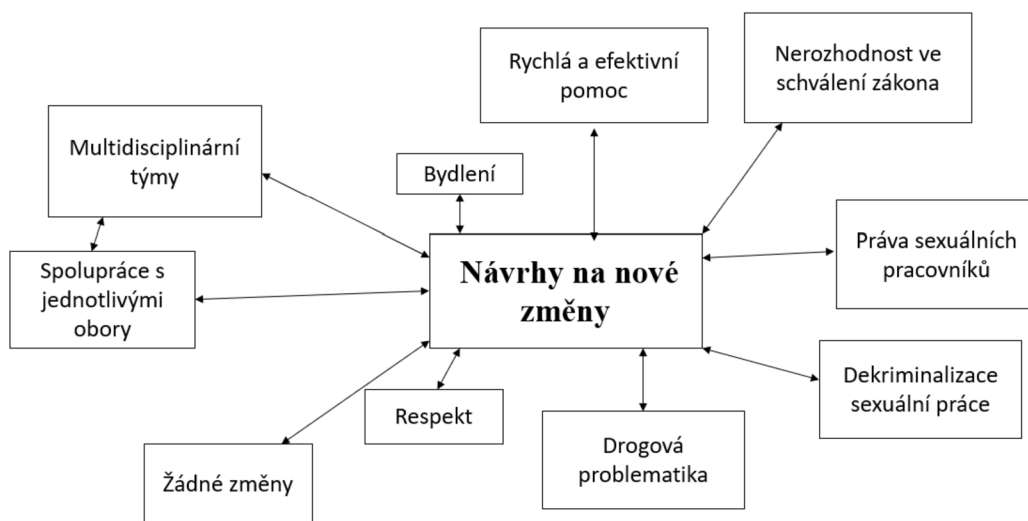 Rychlá a efektivní
pomoc
Nerozhodnost ve
schválení zákona
Multidisciplinární
týmy
Bydlení
Práva sexuálních
pracovníků
Spolupráce s
jednotlivými
obory
Návrhy na nové
změny
Dekriminalizace
sexuální práce
Respekt
Drogová
problematika
Žádné změny